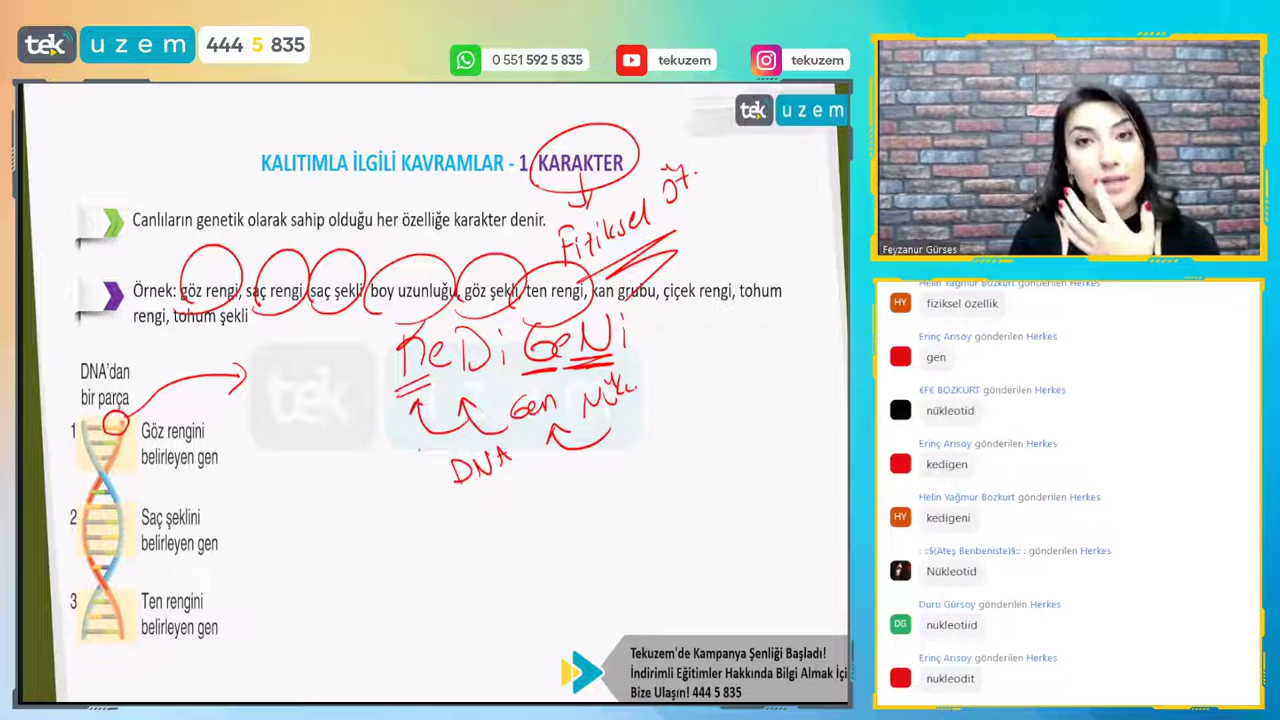 tek uzem 444 5 835
0 551 592 5 835
tekuzem
tekuzem
tek uzem
KALITIMLA İLGİLİ KAVRAMLAR - 1 KARAKTER
Fiziksel öz.
Canlıların genetik olarak sahip olduğu her özelliğe karakter denir.
Örnek: göz rengi, saç rengi, saç şekli, boy uzunluğu, göz şekli, ten rengi, kan grubu, çiçek rengi, tohum
rengi, tohum şekli
KeDi GeNi
Gen Nük.
DNA
DNA'dan
bir parça
1 Göz rengini
belirleyen gen
2 Saç şeklini
belirleyen gen
3 Ten rengini
belirleyen gen
tek uzem
Tekuzem'de Kampanya Şenliği Başladı!
İndirimli Eğitimler Hakkında Bilgi Almak İçi
Bize Ulaşın! 444 5 835
Feyzanur Gürses
Helin Yağmur Bozkurt gönderilen Herkes
HY fiziksel özellik
Erinç Arısoy gönderilen Herkes
gen
€F€ BOZKURT gönderilen Herkes
nükleotid
Erinç Arısoy gönderilen Herkes
kedigen
Helin Yağmur Bozkurt gönderilen Herkes
HY kedigeni
: ::§(Ateş Benbeniste)§:: : gönderilen Herkes
Nükleotid
Duru Gürsoy gönderilen Herkes
DG nukleotiid
Erinç Arısoy gönderilen Herkes
nukleodit